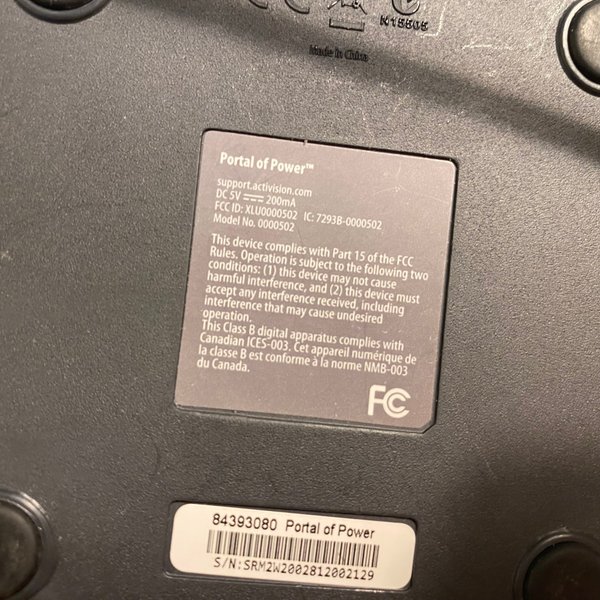 N15505
Made in China
Portal of Power™
support.activision.com
DC 5V 200mA
FCC ID: XLU0000502 IC: 7293B-0000502
Model No. 0000502
This device complies with Part 15 of the FCC
Rules. Operation is subject to the following two
conditions: (1) this device may not cause
harmful interference, and (2) this device must
accept any interference received, including
interference that may cause undesired
operation.
This Class B digital apparatus complies with
Canadian ICES-003. Cet appareil numérique de
la classe B est conforme à la norme NMB-003
du Canada.
FC
84393080 Portal of Power
S/N:SRM2W2002812002129